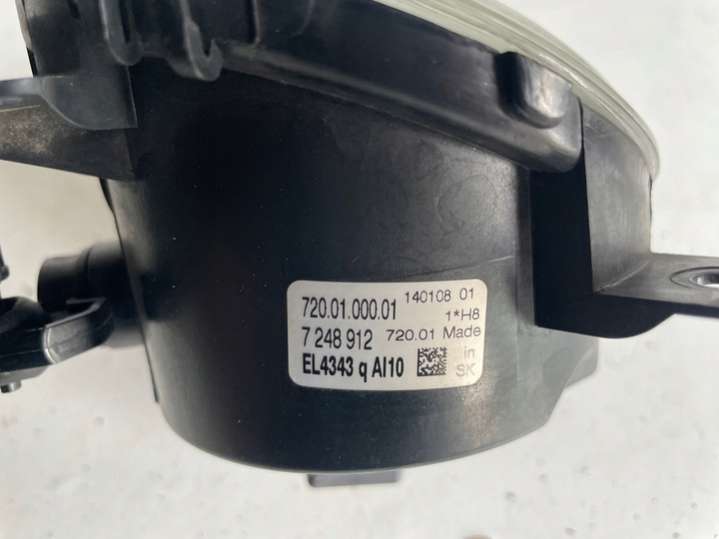 720.01.000.01 140108 01
1*H8
7 248 912 720.01 Made
in
EL4343 q AI10 SK